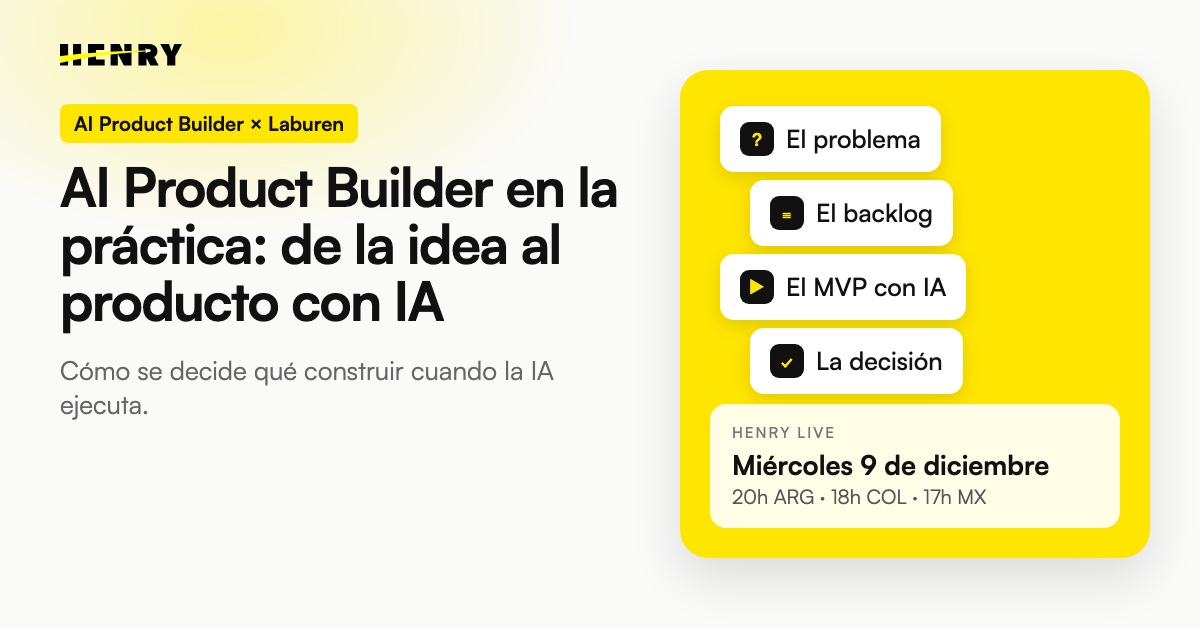 HENRY
AI Product Builder × Laburen
AI Product Builder en la
práctica: de la idea al
producto con IA
Cómo se decide qué construir cuando la IA
ejecuta.
? El problema
≡ El backlog
▶ El MVP con IA
✓ La decisión
HENRY LIVE
Miércoles 9 de diciembre
20h ARG · 18h COL · 17h MX